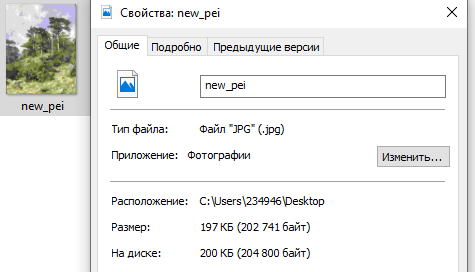 Свойства: new_pei
Общие Подробно Предыдущие версии
new_pei
new_pei
Тип файла: Файл "JPG" (.jpg)
Приложение: Фотографии Изменить...
Расположение: C:\Users\234946\Desktop
Размер: 197 КБ (202 741 байт)
На диске: 200 КБ (204 800 байт)